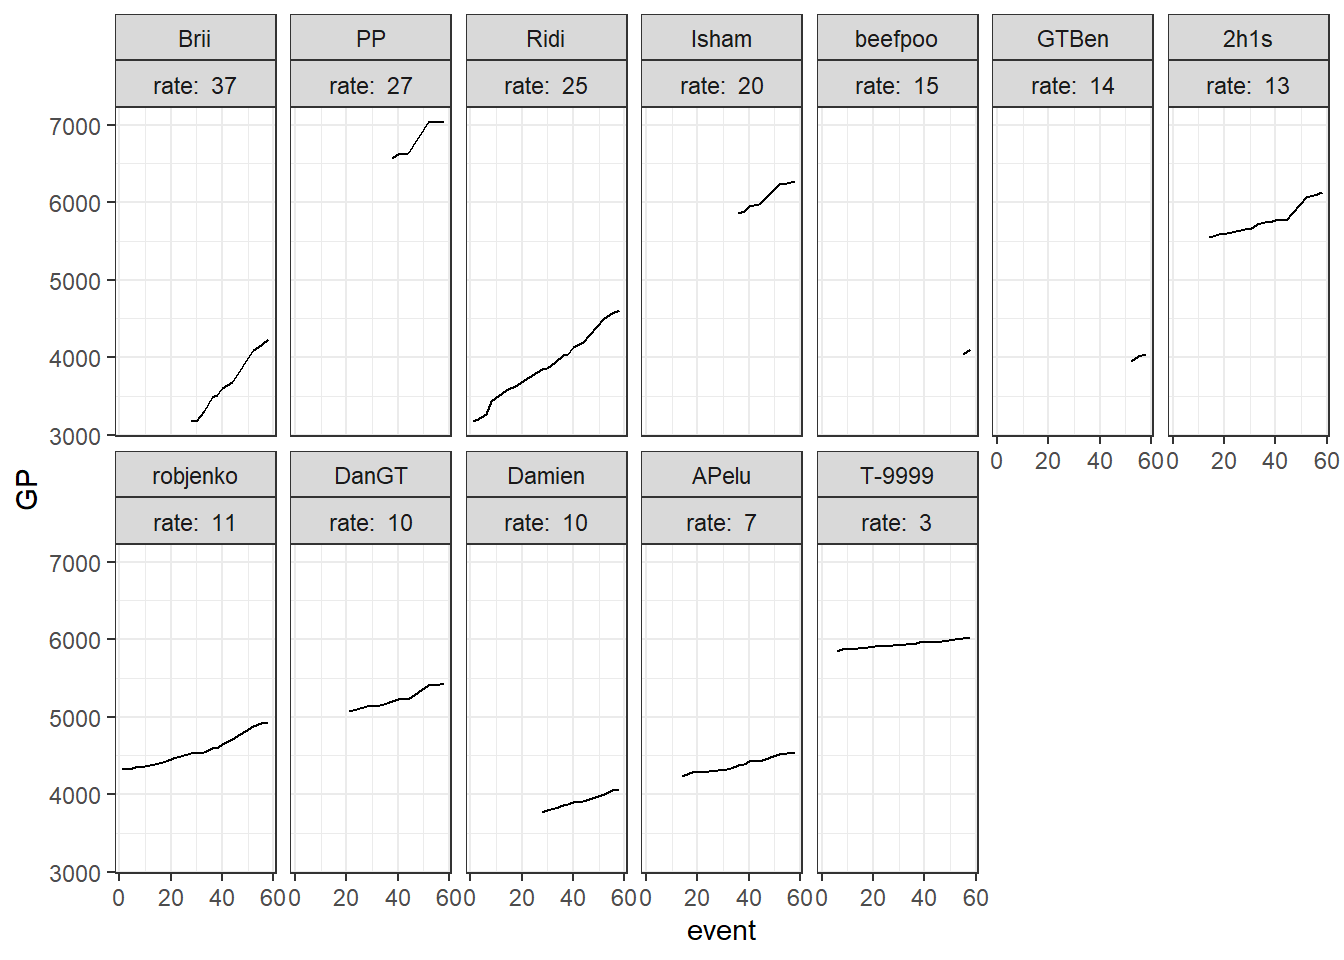 Brii PP Ridi Isham beefpoo GTBen 2h1s
rate: 37 rate: 27 rate: 25 rate: 20 rate: 15 rate: 14 rate: 13
7000
6000
5000
4000
3000
0 20 40 60 0 20 40 60
GP
robjenko DanGT Damien APelu T-9999
rate: 11 rate: 10 rate: 10 rate: 7 rate: 3
7000
6000
5000
4000
3000
0 20 40 60 0 20 40 60 0 20 40 60 0 20 40 60 0 20 40 60
event